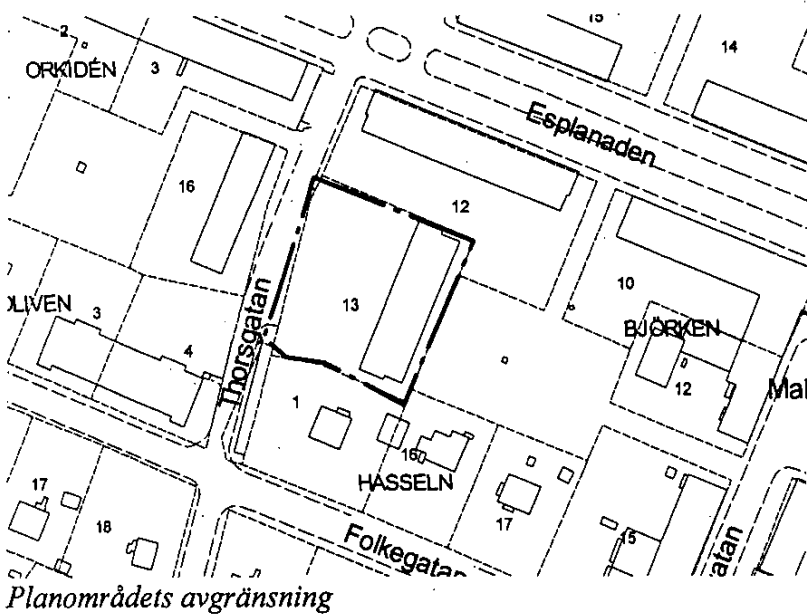 15
14
2
ORKIDÉN
3
Esplanaden
16
12
13
10
BJÖRKEN
3
4
Thorsgatan
12
1
16
HASSELN
17
17
18
15
Folkegatan
Planområdets avgränsning